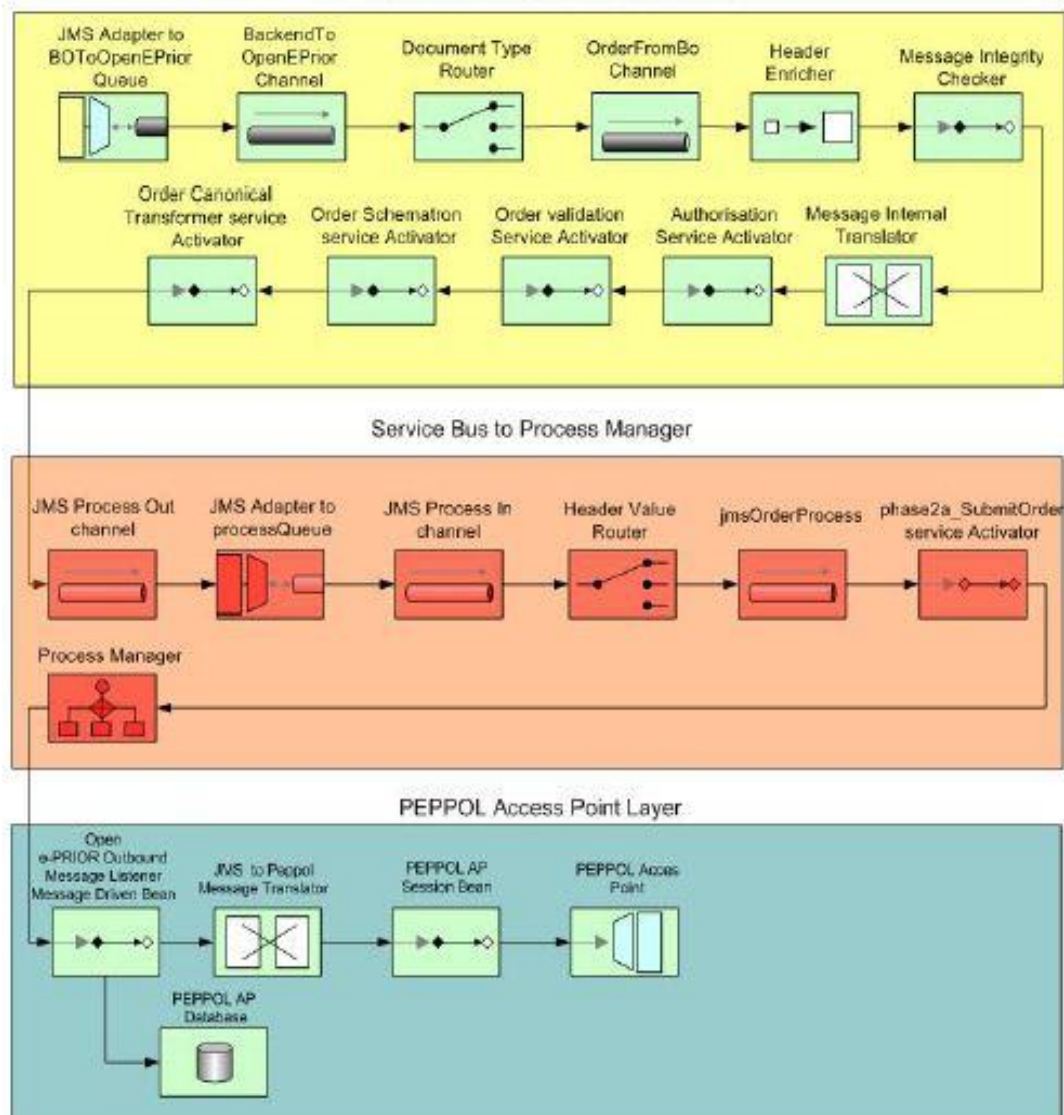 JMS Adapter to
BOToOpenEPrior
Queue
BackendTo
OpenEPrior
Channel
Document Type
Router
OrderFromBo
Channel
Header
Enricher
Message Integrity
Checker
Order Canonical
Transformer service
Activator
Order Schematron
service Activator
Order validation
Service Activator
Authorisation
Service Activator
Message Internal
Translator
Service Bus to Process Manager
JMS Process Out
channel
JMS Adapter to
processQueue
JMS Process In
channel
Header Value
Router
jmsOrderProcess
phase2a_SubmitOrder
service Activator
Process Manager
PEPPOL Access Point Layer
Open
e-PRIOR Outbound
Message Listener
Message Driven Bean
JMS to Peppol
Message Translator
PEPPOL AP
Session Bean
PEPPOL Acces
Point
PEPPOL AP
Database